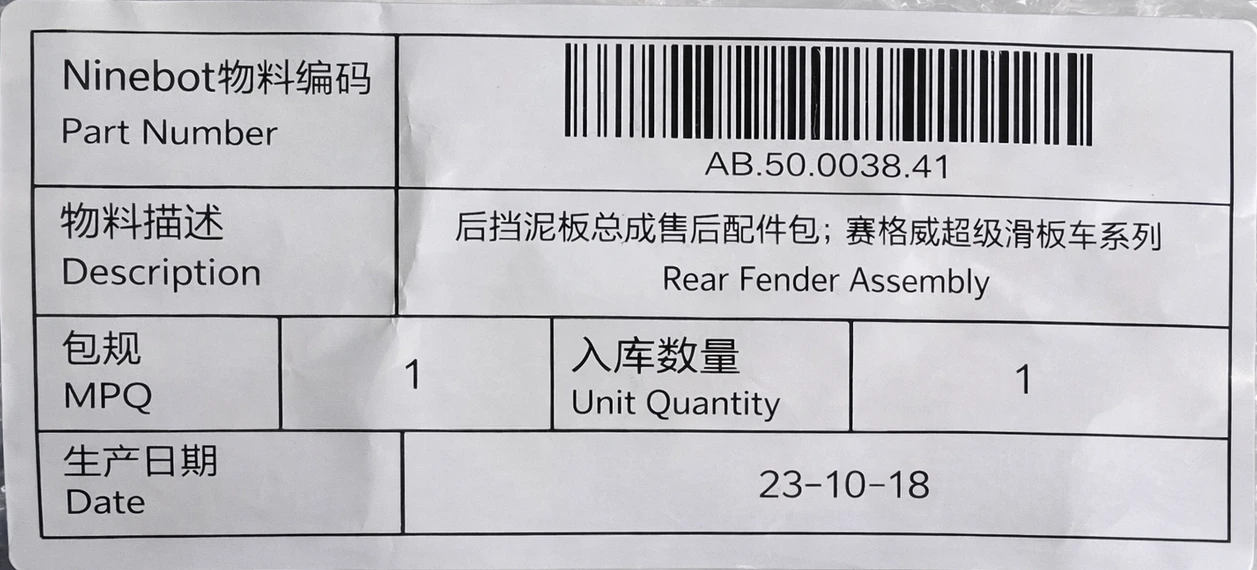 Ninebot物料编码
Part Number
AB.50.0038.41
物料描述
Description
后挡泥板总成售后配件包；赛格威超级滑板车系列
Rear Fender Assembly
包规
MPQ
1
入库数量
Unit Quantity
1
生产日期
Date
23-10-18